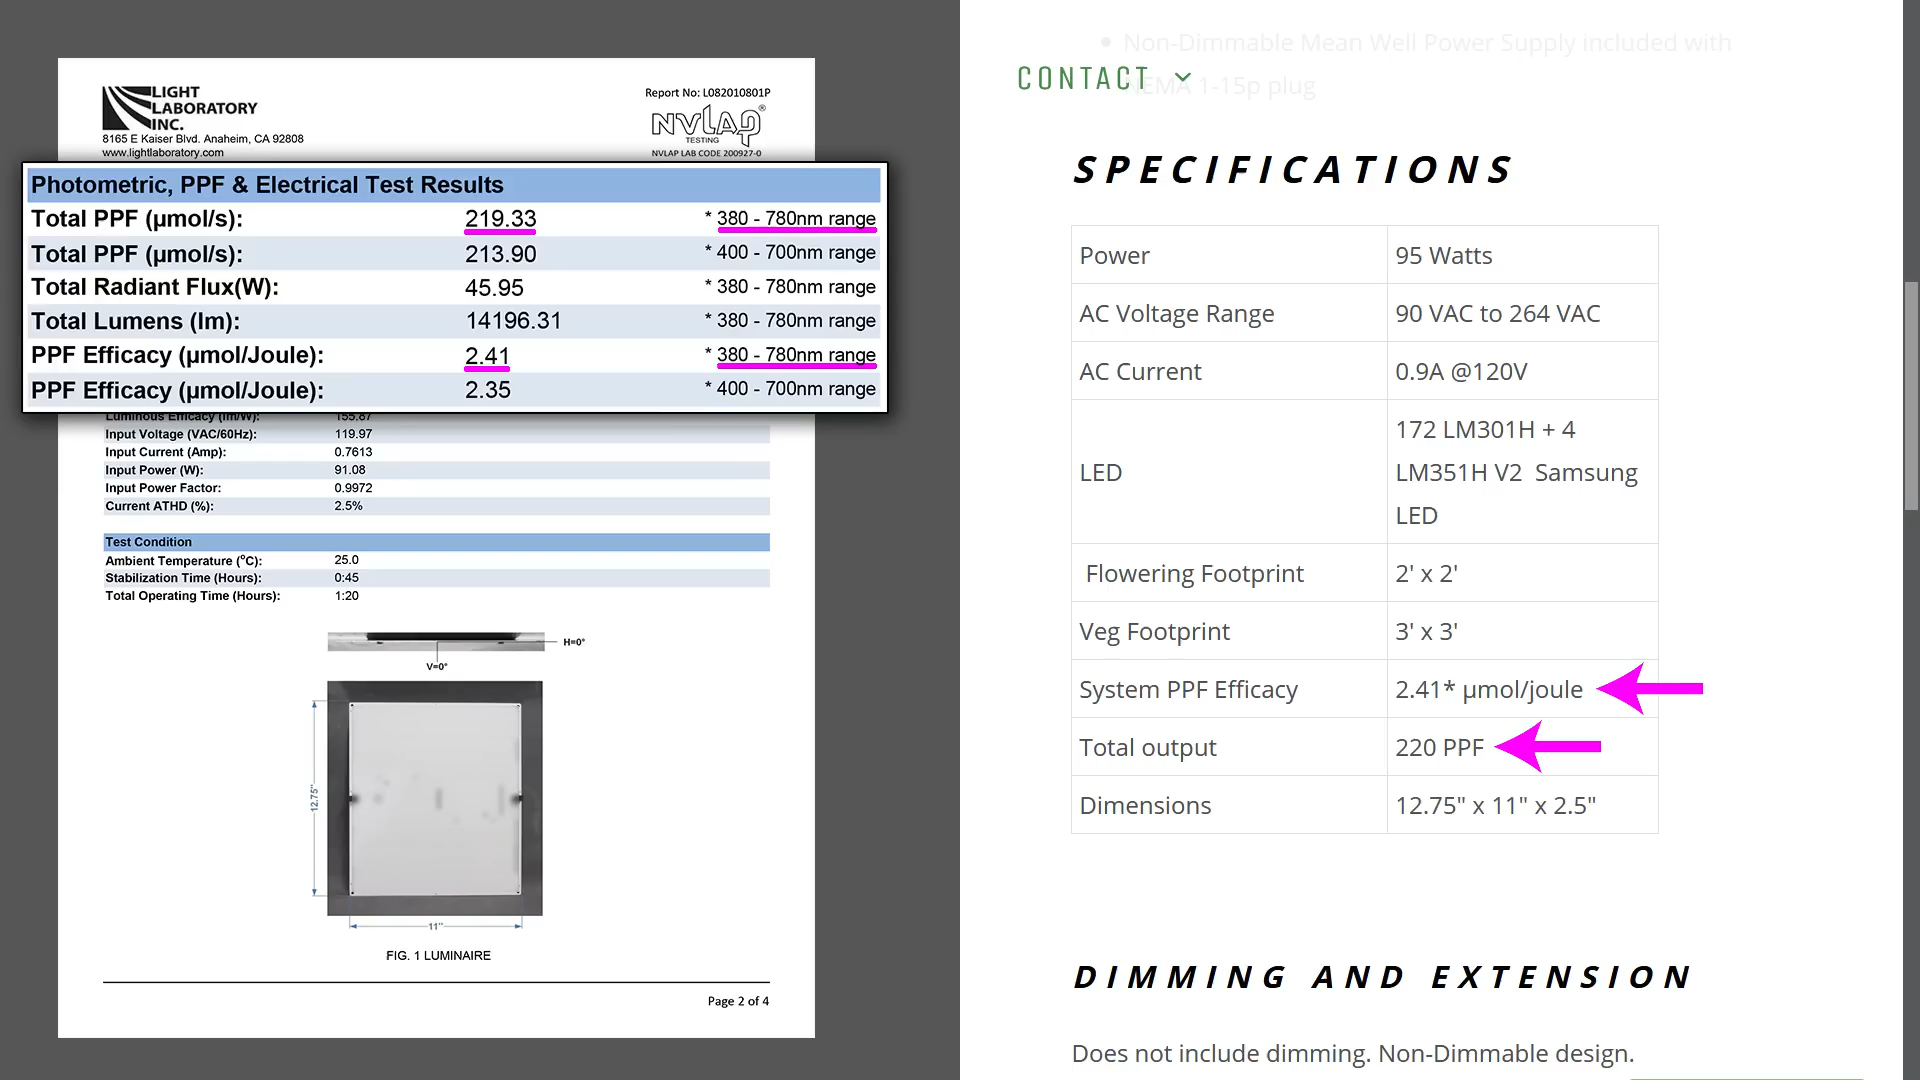 LIGHT
LABORATORY
INC.
8165 E Kaiser Blvd. Anaheim, CA 92808
www.lightlaboratory.com
Report No: L082010801P
NVLAP®
TESTING
NVLAP LAB CODE 200927-0
Photometric, PPF & Electrical Test Results
Total PPF (µmol/s): 219.33 * 380 - 780nm range
Total PPF (µmol/s): 213.90 * 400 - 700nm range
Total Radiant Flux(W): 45.95 * 380 - 780nm range
Total Lumens (lm): 14196.31 * 380 - 780nm range
PPF Efficacy (µmol/Joule): 2.41 * 380 - 780nm range
PPF Efficacy (µmol/Joule): 2.35 * 400 - 700nm range
Luminous Efficacy (lm/W): 155.87
Input Voltage (VAC/60Hz): 119.97
Input Current (Amp): 0.7613
Input Power (W): 91.08
Input Power Factor: 0.9972
Current ATHD (%): 2.5%
Test Condition
Ambient Temperature (°C): 25.0
Stabilization Time (Hours): 0:45
Total Operating Time (Hours): 1:20
H=0°
V=0°
12.75"
11"
FIG. 1 LUMINAIRE
Page 2 of 4
Non-Dimmable Mean Well Power Supply included with
NEMA 1-15p plug
CONTACT
SPECIFICATIONS
Power 95 Watts
AC Voltage Range 90 VAC to 264 VAC
AC Current 0.9A @120V
LED 172 LM301H + 4
LM351H V2 Samsung
LED
Flowering Footprint 2' x 2'
Veg Footprint 3' x 3'
System PPF Efficacy 2.41* µmol/joule
Total output 220 PPF
Dimensions 12.75" x 11" x 2.5"
DIMMING AND EXTENSION
Does not include dimming. Non-Dimmable design.